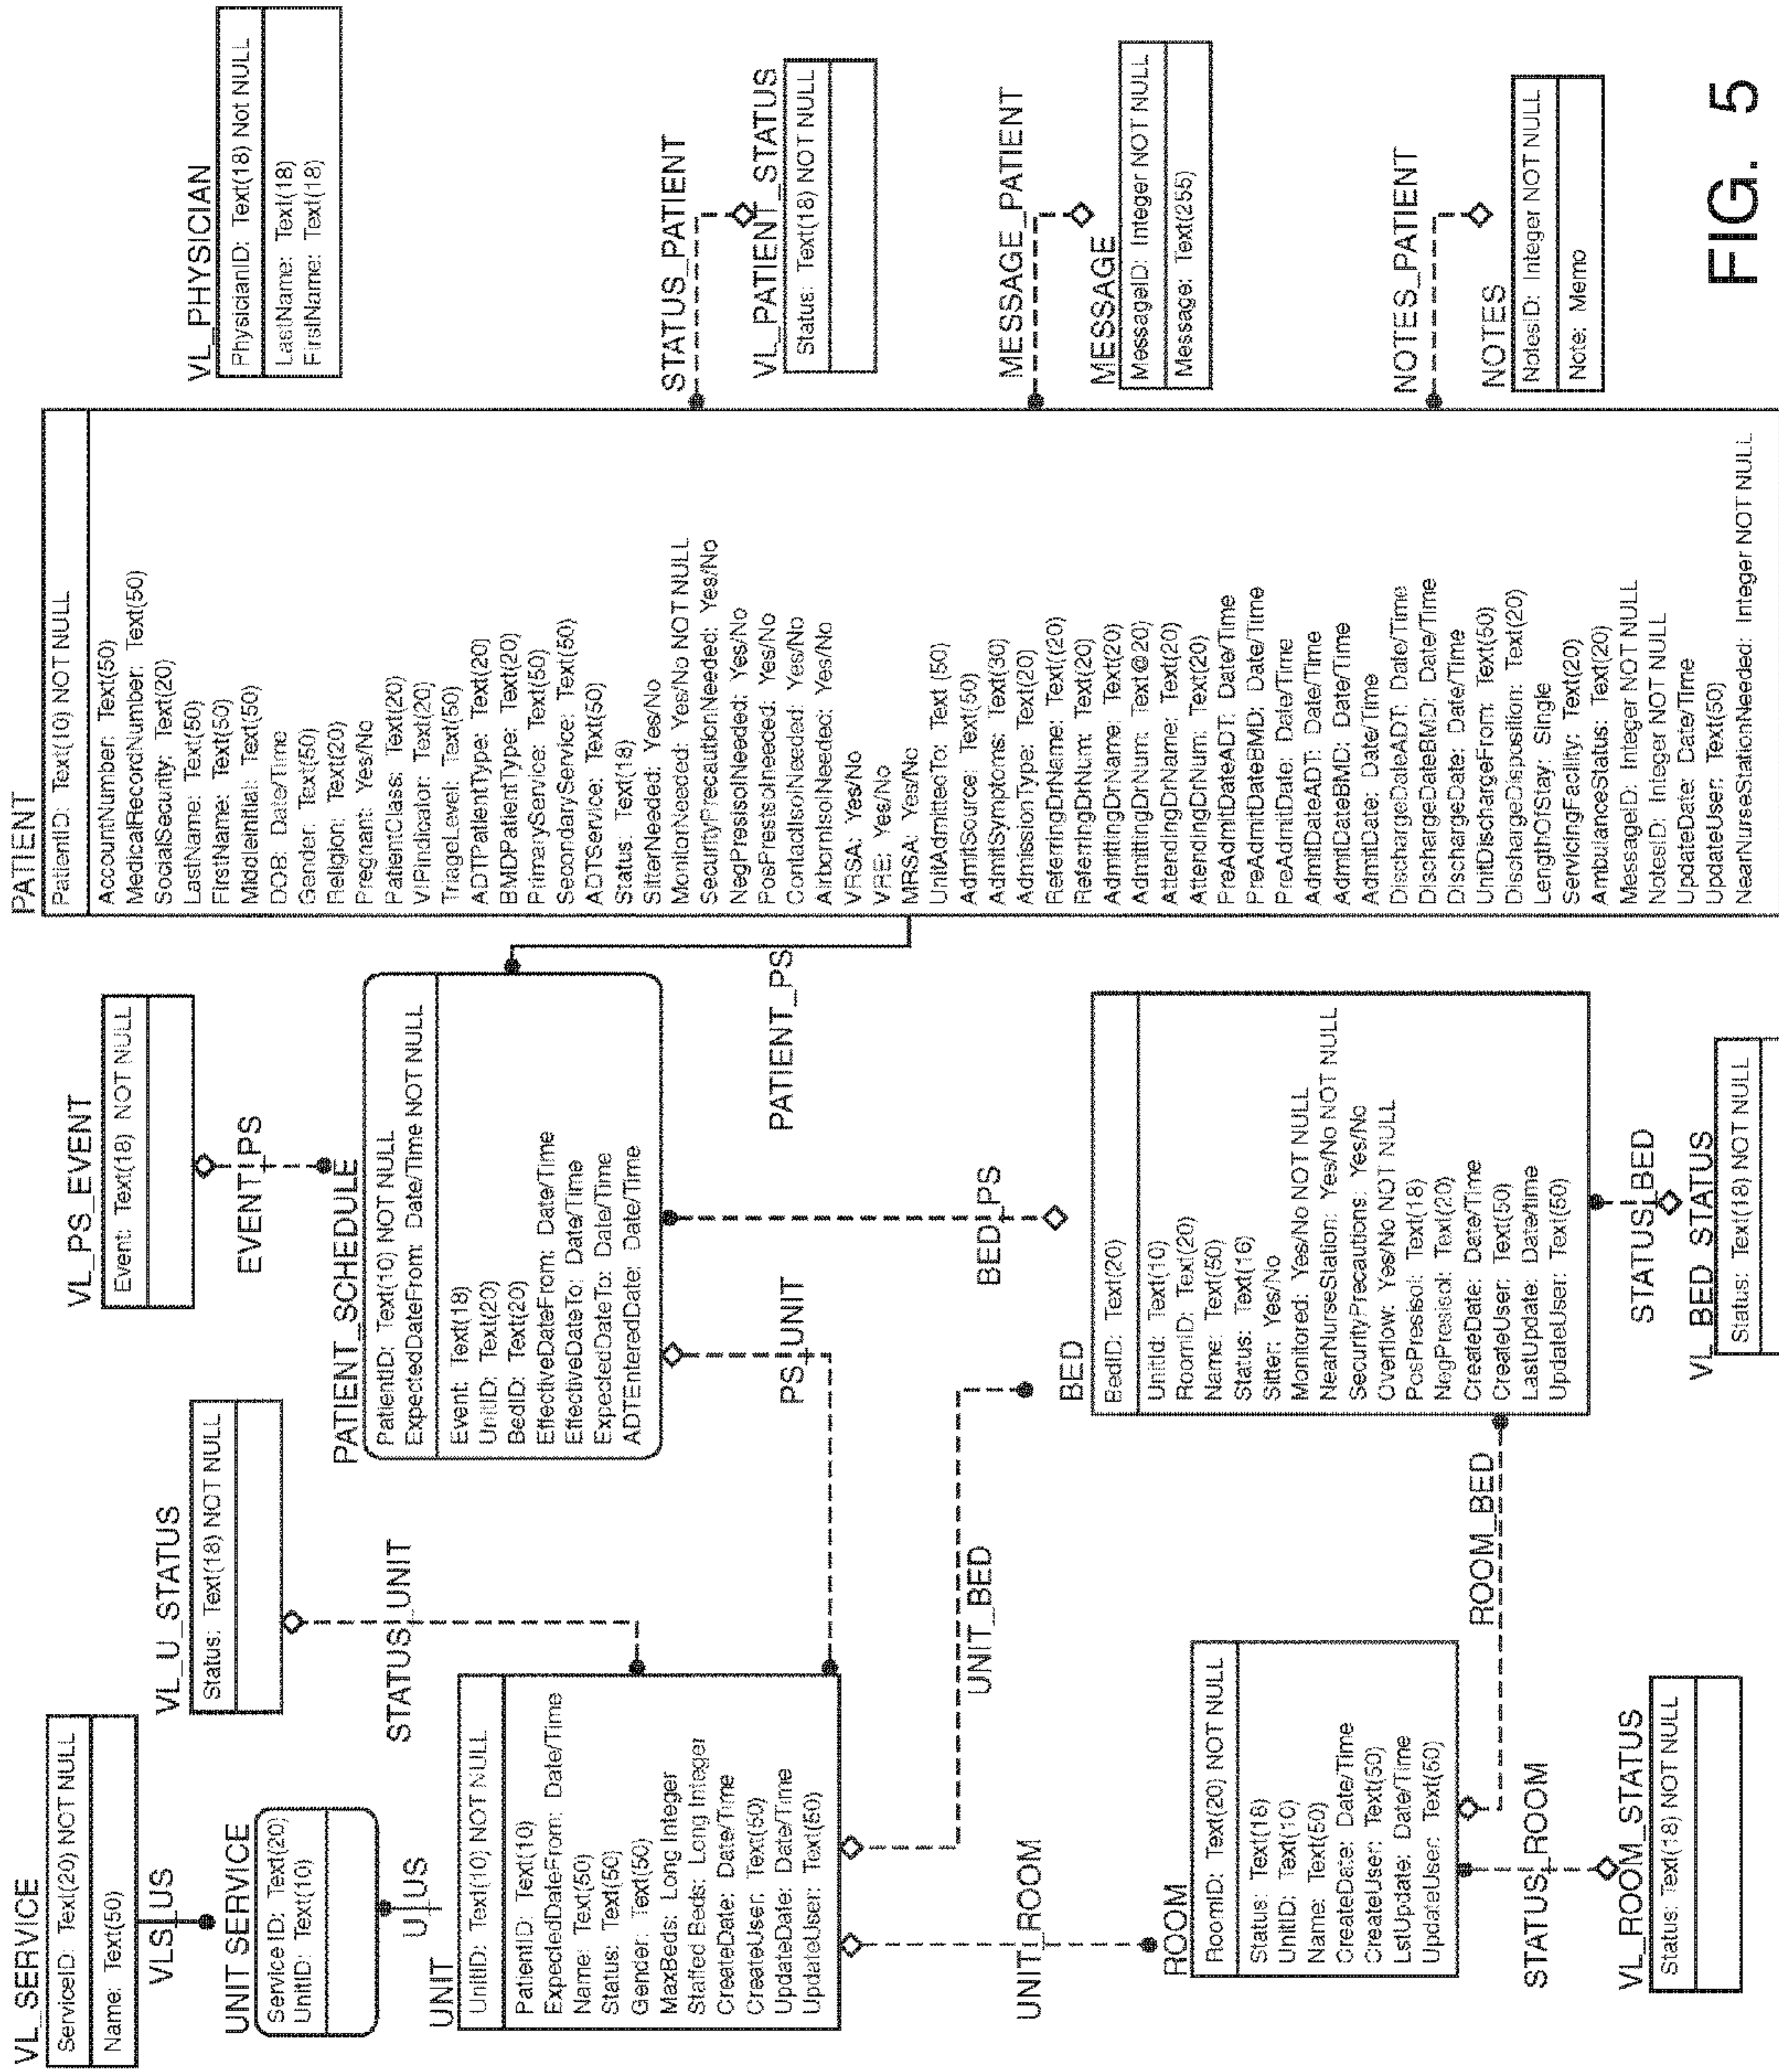 VL_SERVICE
ServiceID: Text(20) NOT NULL
Name: Text(50)
VLS_US
UNIT SERVICE
Service ID: Text(20)
UnitID: Text(10)
U_US
UNIT
UnitID: Text(10) NOT NULL
PatientID: Text(10)
ExpectedDateFrom: Date/Time
Name: Text(50)
Status: Text(50)
Gender: Text(50)
MaxBeds: Long Integer
Staffed Beds: Long Integer
CreateDate: Date/Time
CreateUser: Text(50)
UpdateDate: Date/Time
UpdateUser: Text(50)
VL_U_STATUS
Status: Text(18) NOT NULL
STATUS_UNIT
UNIT_ROOM
ROOM
RoomID: Text(20) NOT NULL
Status: Text(18)
UnitID: Text(10)
Name: Text(50)
CreateDate: Date/Time
CreateUser: Text(50)
LstUpdate: Date/Time
UpdateUser: Text(50)
STATUS_ROOM
VL_ROOM_STATUS
Status: Text(18) NOT NULL
UNIT_BED
ROOM_BED
VL_PS_EVENT
Event: Text(18) NOT NULL
EVENT_PS
PATIENT_SCHEDULE
PatientID: Text(10) NOT NULL
ExpectedDateFrom: Date/Time NOT NULL
Event: Text(18)
UnitID: Text(20)
BedID: Text(20)
EffectiveDateFrom: Date/Time
EffectiveDateTo: Date/Time
ExpectedDateTo: Date/Time
ADTEnteredDate: Date/Time
PS_UNIT
BED_PS
PATIENT_PS
BED
BedID: Text(20)
UnitId: Text(10)
RoomID: Text(20)
Name: Text(50)
Status: Text(16)
Sitter: Yes/No
Monitored: Yes/No NOT NULL
NearNurseStation: Yes/No NOT NULL
SecurityPrecautions: Yes/No
Overflow: Yes/No NOT NULL
PosPresisol: Text(18)
NegPresisol: Text(20)
CreateDate: Date/Time
CreateUser: Text(50)
LastUpdate: Date/time
UpdateUser: Text(50)
STATUS_BED
VL_BED_STATUS
Status: Text(18) NOT NULL
PATIENT
PatientID: Text(10) NOT NULL
AccountNumber: Text(50)
MedicalRecordNumber: Text(50)
SocialSecurity: Text(20)
LastName: Text(50)
FirstName: Text(50)
MiddleInitial: Text(50)
DOB: Date/Time
Gender: Text(50)
Religion: Text(20)
Pregnant: Yes/No
PatientClass: Text(20)
VIPIndicator: Text(20)
TriageLevel: Text(50)
ADTPatientType: Text(20)
BMDPatientType: Text(20)
PrimaryService: Text(50)
SecondaryService: Text(50)
ADTService: Text(50)
Status: Text(18)
SitterNeeded: Yes/No
MonitorNeeded: Yes/No NOT NULL
SecurityPrecautionNeeded: Yes/No
NegPresisolNeeded: Yes/No
PosPresisolneeded: Yes/No
ContactIsolNeeded: Yes/No
AirbornIsolNeeded: Yes/No
VRSA: Yes/No
VRE: Yes/No
MRSA: Yes/No
UnitAdmittedTo: Text (50)
AdmitSource: Text(50)
AdmitSymptoms: Text(30)
AdmissionType: Text(20)
ReferringDrName: Text((20)
ReferringDrNum: Text(20)
AdmittingDrName: Text(20)
AdmittingDrNum: Text@20)
AttendingDrName: Text(20)
AttendingDrNum: Text(20)
PreAdmitDateADT: Date/Time
PreAdmitDateBMD: Date/Time
PreAdmitDate: Date/Time
AdmitDateADT: Date/Time
AdmitDateBMD: Date/Time
AdmitDate: Date/Time
DischargeDateADT: Date/Time
DischargeDateBMD: Date/Time
DischargeDate: Date/Time
UnitDischargeFrom: Text(50)
DischargeDisposition: Text(20)
LengthOfStay: Single
ServicingFacility: Text(20)
AmbulanceStatus: Text(20)
MessageID: Integer NOT NULL
NotesID: Integer NOT NULL
UpdateDate: Date/Time
UpdateUser: Text(50)
NearNurseStationNeeded: Integer NOT NULL
VL_PHYSICIAN
PhysicianID: Text(18) Not NULL
LastName: Text(18)
FirstName: Text(18)
STATUS_PATIENT
VL_PATIENT_STATUS
Status: Text(18) NOT NULL
MESSAGE_PATIENT
MESSAGE
MessageID: Integer NOT NULL
Message: Text(255)
NOTES_PATIENT
NOTES
NotesID: Integer NOT NULL
Note: Memo
FIG. 5